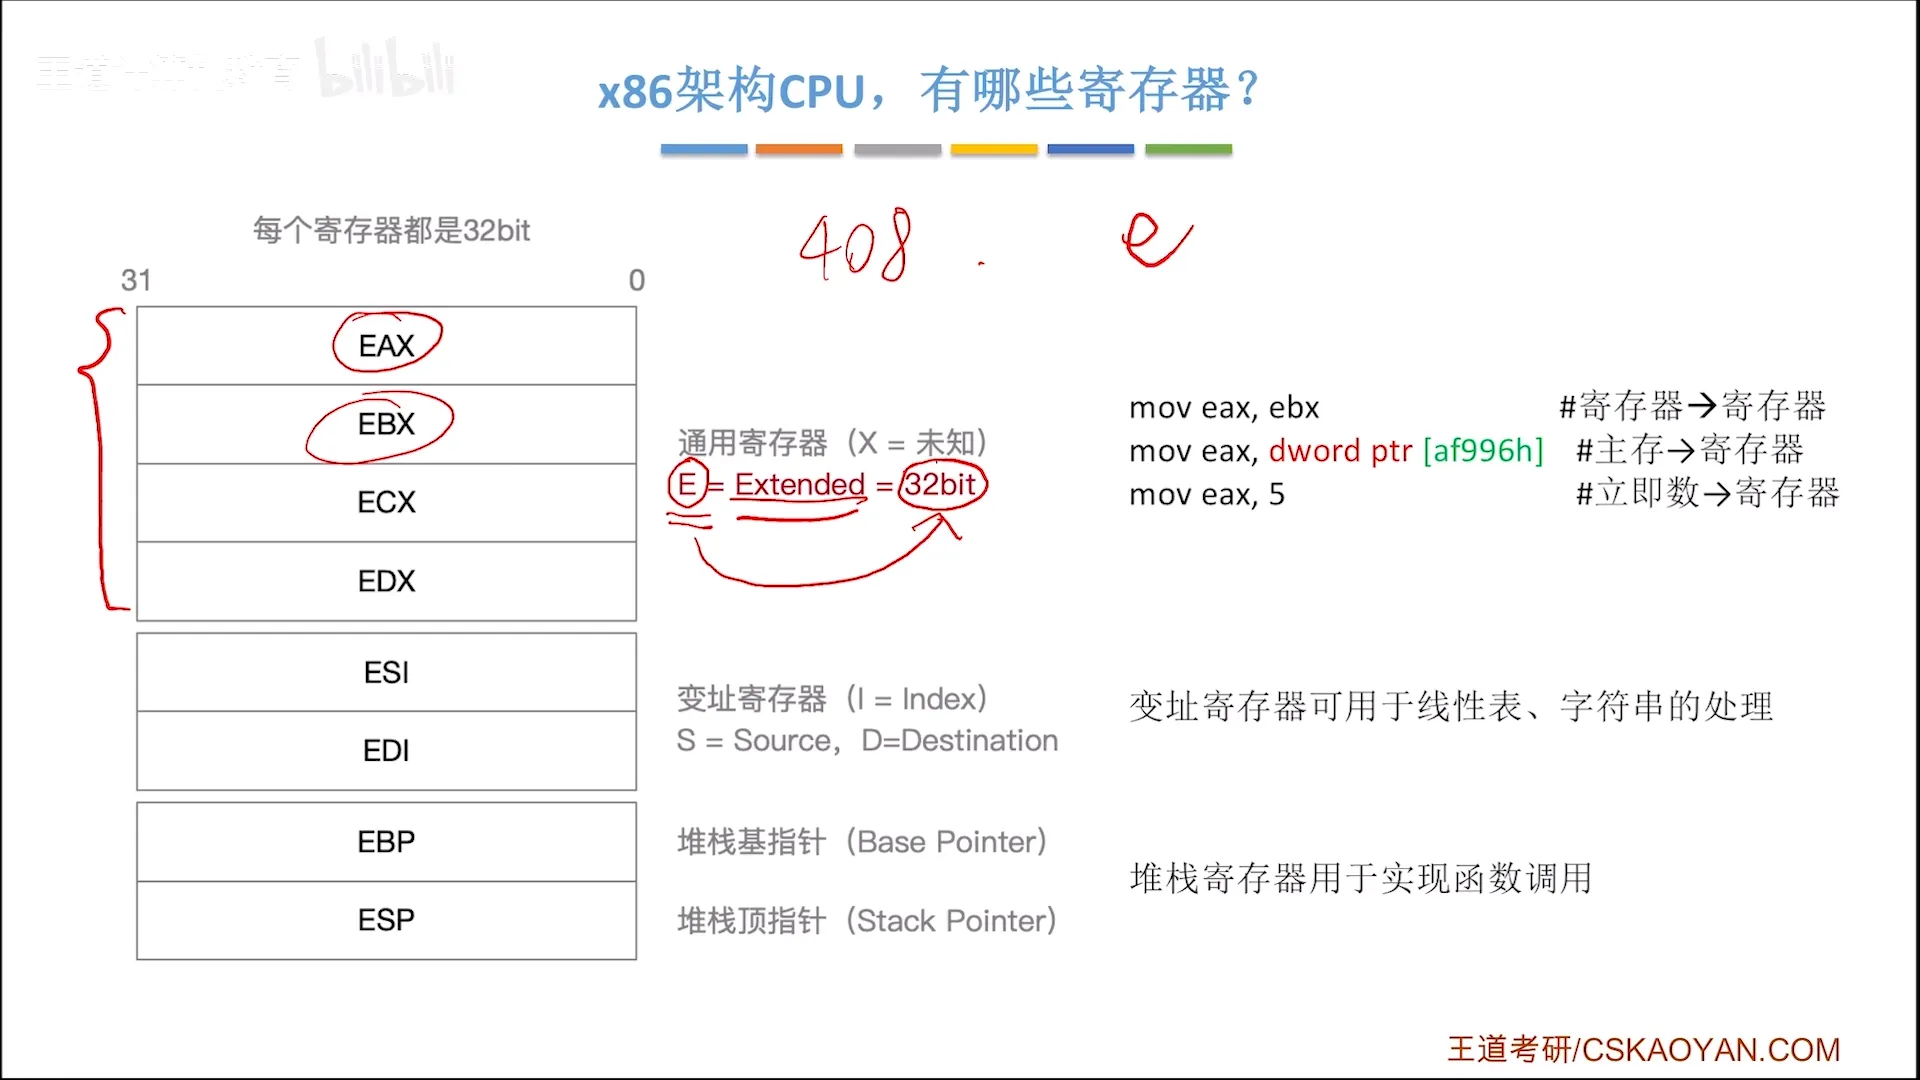 bilibili
x86架构CPU，有哪些寄存器？
408 .
e
每个寄存器都是32bit
31 0
EAX
EBX
ECX
EDX
ESI
EDI
EBP
ESP
通用寄存器（X = 未知）
E = Extended = 32bit
变址寄存器（I = Index）
S = Source，D=Destination
堆栈基指针（Base Pointer）
堆栈顶指针（Stack Pointer）
mov eax, ebx #寄存器→寄存器
mov eax, dword ptr [af996h] #主存→寄存器
mov eax, 5 #立即数→寄存器
变址寄存器可用于线性表、字符串的处理
堆栈寄存器用于实现函数调用
王道考研/CSKAOYAN.COM